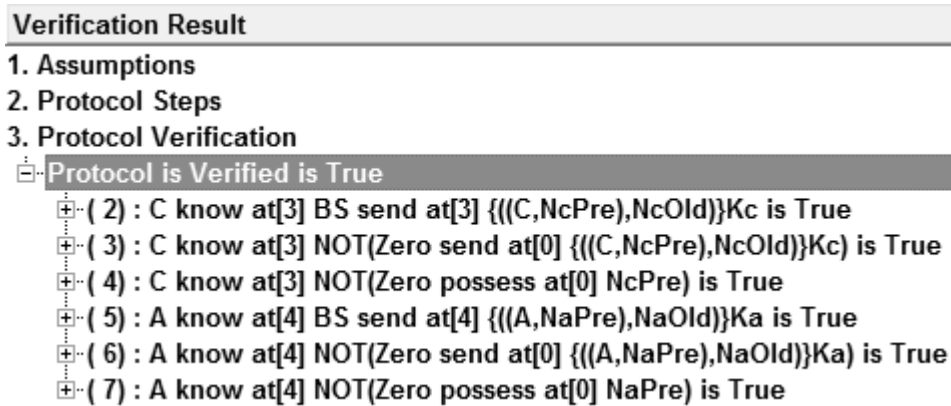 Verification Result
1. Assumptions
2. Protocol Steps
3. Protocol Verification
Protocol is Verified is True
( 2) : C know at[3] BS send at[3] {((C,NcPre),NcOld)}Kc is True
( 3) : C know at[3] NOT(Zero send at[0] {((C,NcPre),NcOld)}Kc) is True
( 4) : C know at[3] NOT(Zero possess at[0] NcPre) is True
( 5) : A know at[4] BS send at[4] {((A,NaPre),NaOld)}Ka is True
( 6) : A know at[4] NOT(Zero send at[0] {((A,NaPre),NaOld)}Ka) is True
( 7) : A know at[4] NOT(Zero possess at[0] NaPre) is True